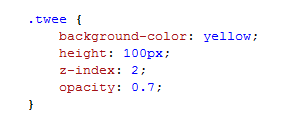 .twee {
    background-color: yellow;
    height: 100px;
    z-index: 2;
    opacity: 0.7;
}